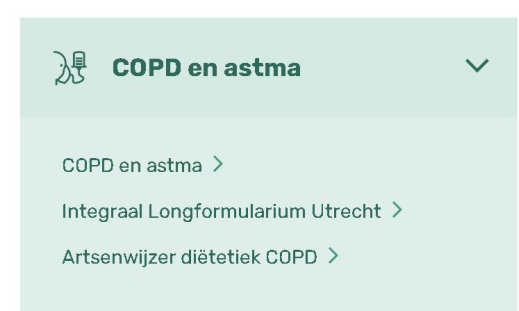 COPD en astma
COPD en astma
Integraal Longformularium Utrecht
Artsenwijzer diëtetiek COPD